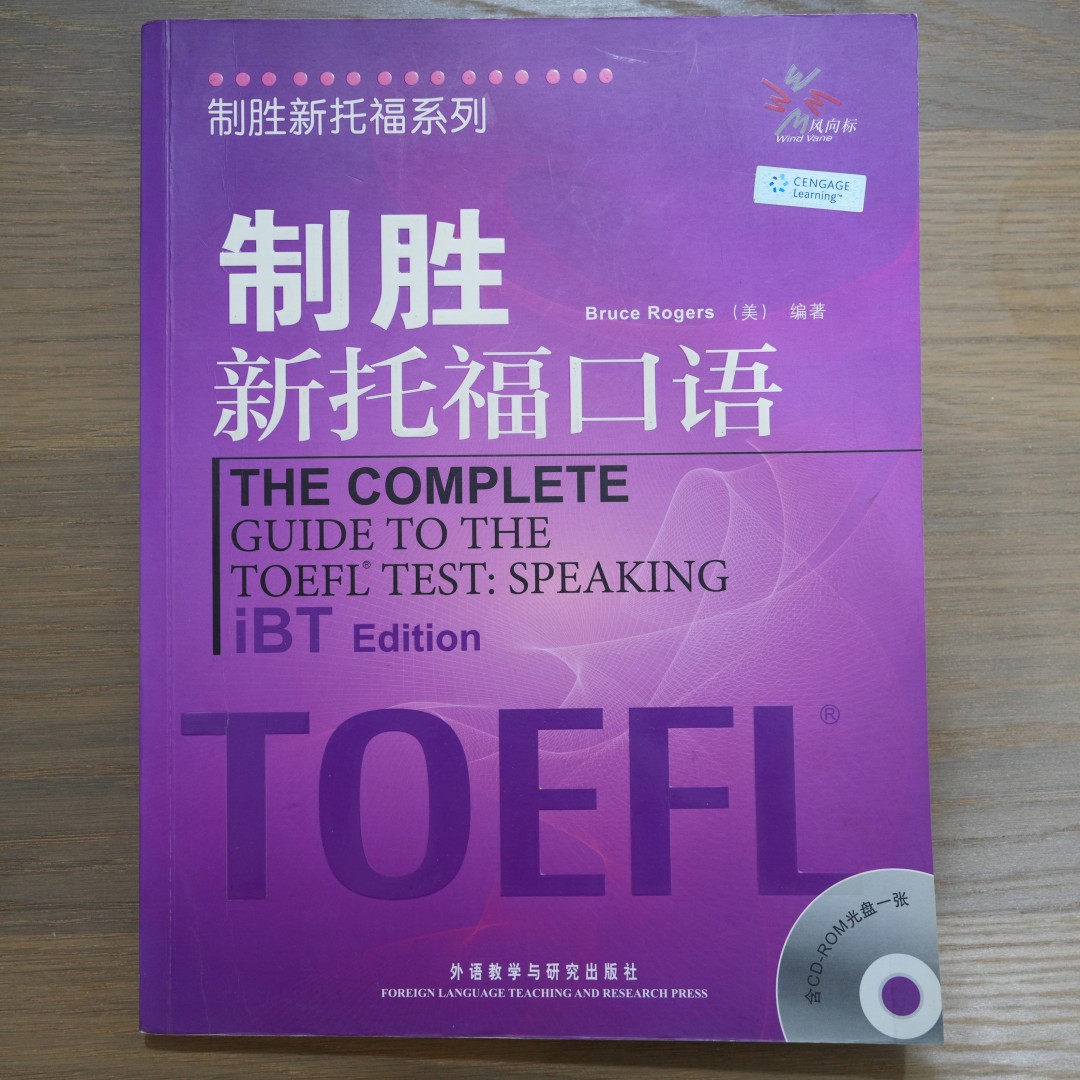 制胜新托福系列
WWMM
风向标
Wind Vane
CENGAGE
Learning™
制胜
Bruce Rogers （美） 编著
新托福口语
THE COMPLETE
GUIDE TO THE
TOEFL® TEST: SPEAKING
iBT Edition
TOEFL®
含CD-ROM光盘一张
外语教学与研究出版社
FOREIGN LANGUAGE TEACHING AND RESEARCH PRESS